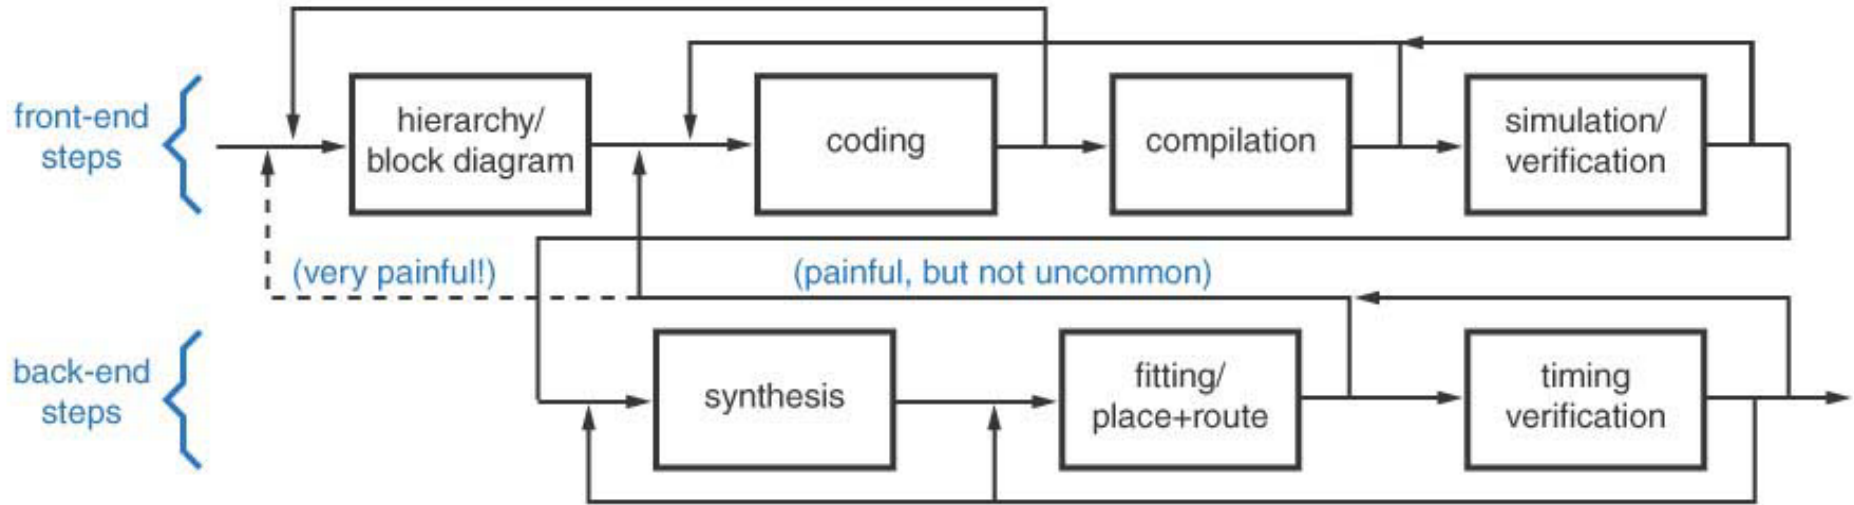 front-end
steps
hierarchy/
block diagram
coding
compilation
simulation/
verification
(very painful!)
(painful, but not uncommon)
back-end
steps
synthesis
fitting/
place+route
timing
verification